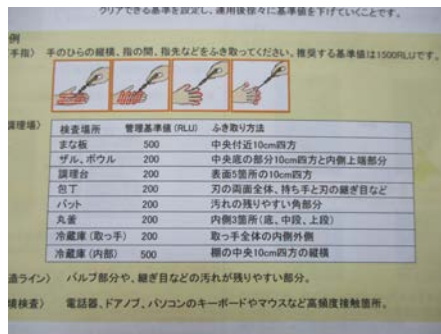 クリアできる基準を設定し、運用後徐々に基準値を下げていくことです。
例
手指〉 手のひらの縦横、指の間、指先などをふき取ってください。推奨する基準値は1500RLUです。
調理場〉
検査場所 管理基準値(RLU) ふき取り方法
まな板 500 中央付近10cm四方
ザル、ボウル 200 中央底の部分10cm四方と内側上端部分
調理台 200 表面5箇所の10cm四方
包丁 200 刃の両面全体、持ち手と刃の継ぎ目など
バット 200 汚れの残りやすい角部分
丸釜 200 内側3箇所(底、中段、上段)
冷蔵庫(取っ手) 200 取っ手全体の内側外側
冷蔵庫(内部) 500 棚の中央10cm四方の縦横
造ライン〉 バルブ部分や、継ぎ目などの汚れが残りやすい部分。
境検査〉 電話器、ドアノブ、パソコンのキーボードやマウスなど高頻度接触箇所。